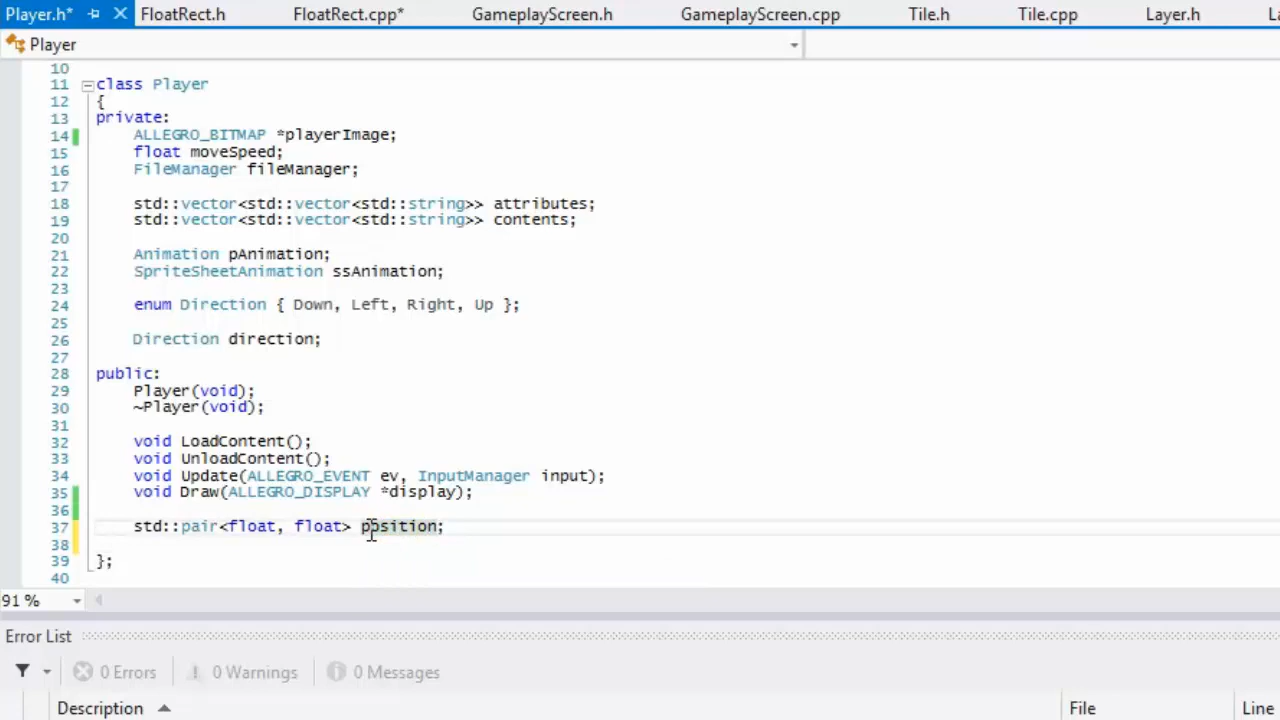 Player.h* FloatRect.h FloatRect.cpp* GameplayScreen.h GameplayScreen.cpp Tile.h Tile.cpp Layer.h
Player
10
11 class Player
12 {
13 private:
14 ALLEGRO_BITMAP *playerImage;
15 float moveSpeed;
16 FileManager fileManager;
17
18 std::vector<std::vector<std::string>> attributes;
19 std::vector<std::vector<std::string>> contents;
20
21 Animation pAnimation;
22 SpriteSheetAnimation ssAnimation;
23
24 enum Direction { Down, Left, Right, Up };
25
26 Direction direction;
27
28 public:
29 Player(void);
30 ~Player(void);
31
32 void LoadContent();
33 void UnloadContent();
34 void Update(ALLEGRO_EVENT ev, InputManager input);
35 void Draw(ALLEGRO_DISPLAY *display);
36
37 std::pair<float, float> position;
38
39 };
40
91 %
Error List
0 Errors 0 Warnings 0 Messages
Description File Line